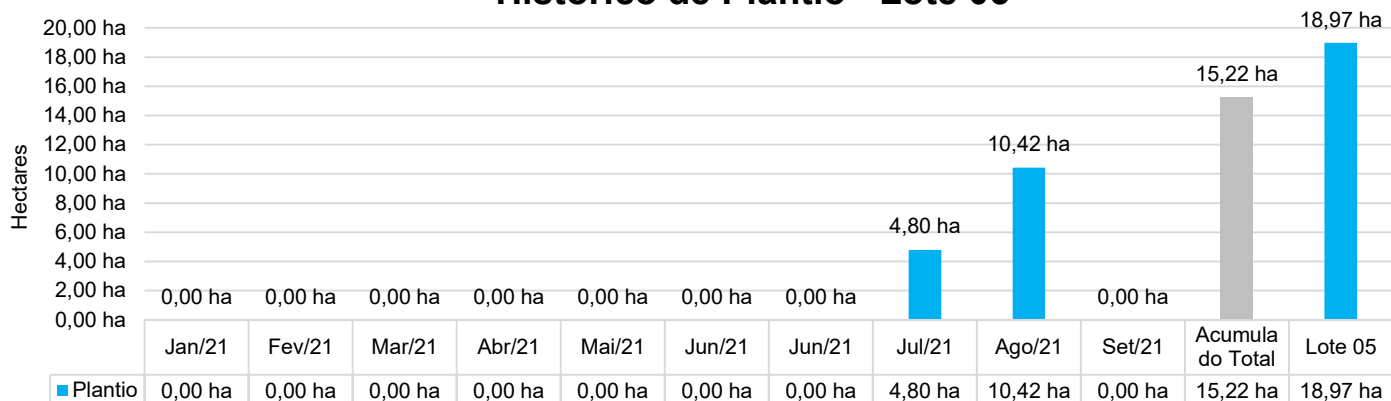 Histórico de Plantio - Lote 05
20,00 ha
18,00 ha
16,00 ha
14,00 ha
12,00 ha
10,00 ha
8,00 ha
6,00 ha
4,00 ha
2,00 ha
0,00 ha
Hectares
0,00 ha 0,00 ha 0,00 ha 0,00 ha 0,00 ha 0,00 ha 0,00 ha 4,80 ha 10,42 ha 0,00 ha 15,22 ha 18,97 ha
Jan/21 Fev/21 Mar/21 Abr/21 Mai/21 Jun/21 Jun/21 Jul/21 Ago/21 Set/21 Acumula Lote 05
do Total
Plantio 0,00 ha 0,00 ha 0,00 ha 0,00 ha 0,00 ha 0,00 ha 0,00 ha 4,80 ha 10,42 ha 0,00 ha 15,22 ha 18,97 ha